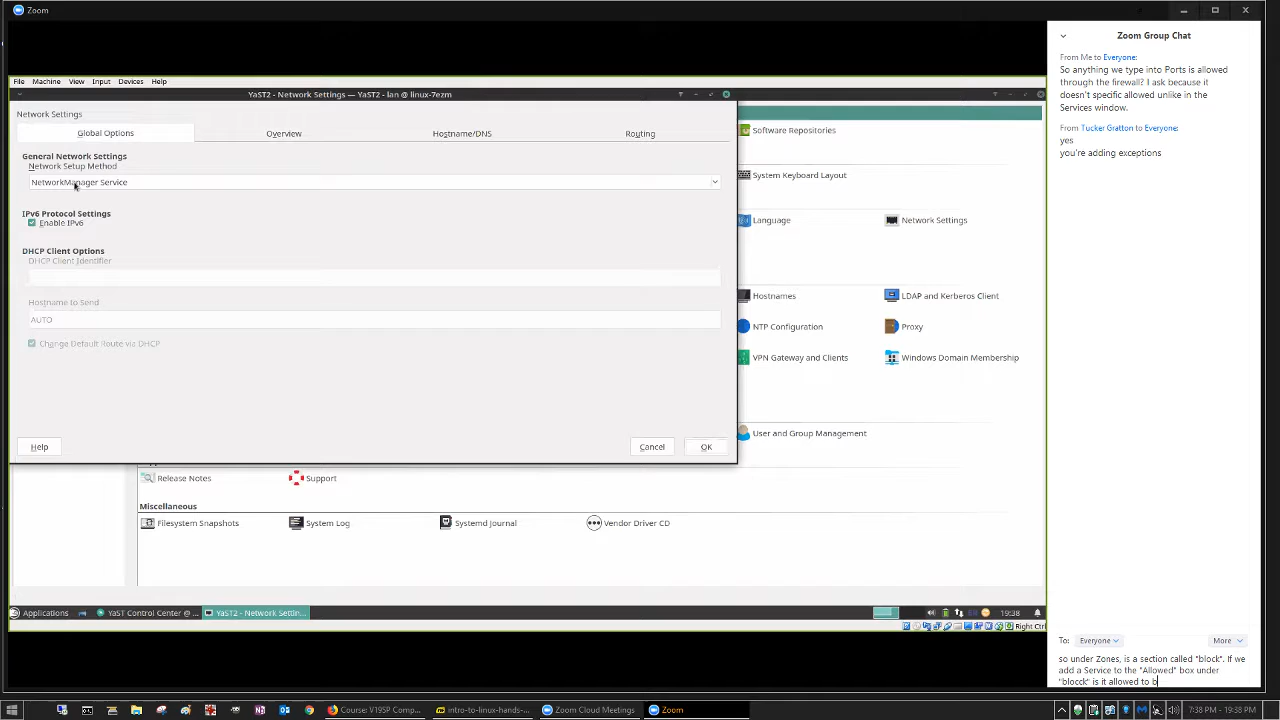 Zoom
File Machine View Input Devices Help
YaST2 - Network Settings — YaST2 - lan @ linux-7ezm
Network Settings
Global Options Overview Hostname/DNS Routing
General Network Settings
Network Setup Method
NetworkManager Service
IPv6 Protocol Settings
Enable IPv6
DHCP Client Options
DHCP Client Identifier
Hostname to Send
AUTO
Change Default Route via DHCP
Help Cancel OK
Software Repositories
System Keyboard Layout
Language Network Settings
Hostnames LDAP and Kerberos Client
NTP Configuration Proxy
VPN Gateway and Clients Windows Domain Membership
User and Group Management
Release Notes Support
Miscellaneous
Filesystem Snapshots System Log Systemd Journal Vendor Driver CD
Applications YaST Control Center @ ... YaST2 - Network Settin... EN 19:38
Right Ctrl
Zoom Group Chat
From Me to Everyone:
So anything we type into Ports is allowed
through the firewall? I ask because it
doesn't specific allowed unlike in the
Services window.
From Tucker Gratton to Everyone:
yes
you're adding exceptions
To: Everyone More
so under Zones, is a section called "block". If we
add a Service to the "Allowed" box under
"blocck" is it allowed to b
Course: V19SP Comp... intro-to-linux-hands-... Zoom Cloud Meetings Zoom 7:38 PM - 19:38 PM